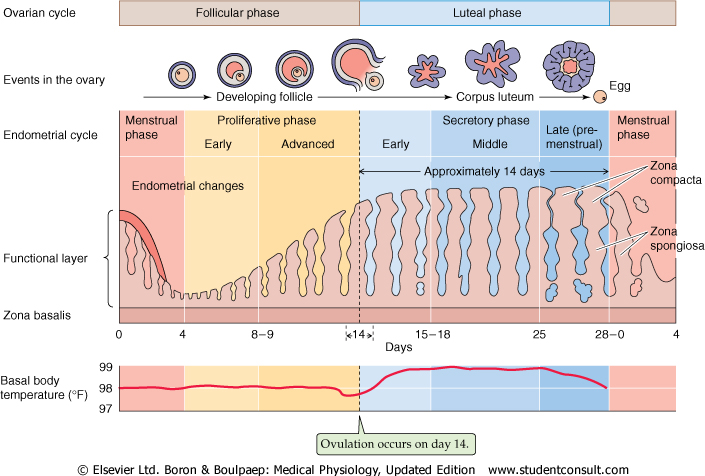 Ovarian cycle
Follicular phase
Luteal phase
Events in the ovary
Developing follicle
Corpus luteum
Egg
Endometrial cycle
Menstrual
phase
Proliferative phase
Early
Advanced
Secretory phase
Early
Middle
Late (pre-
menstrual)
Menstrual
phase
Approximately 14 days
Endometrial changes
Zona
compacta
Zona
spongiosa
Functional layer
Zona basalis
0 4 8–9 14 15–18 25 28–0 4
Days
Basal body
temperature (°F)
99
98
97
Ovulation occurs on day 14.
© Elsevier Ltd. Boron & Boulpaep: Medical Physiology, Updated Edition www.studentconsult.com